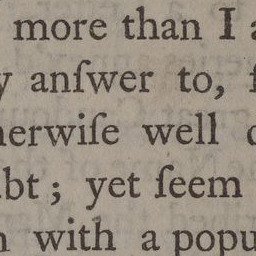 more than I a
y anſwer to, f
herwiſe well
bt; yet ſeem
n with a popu